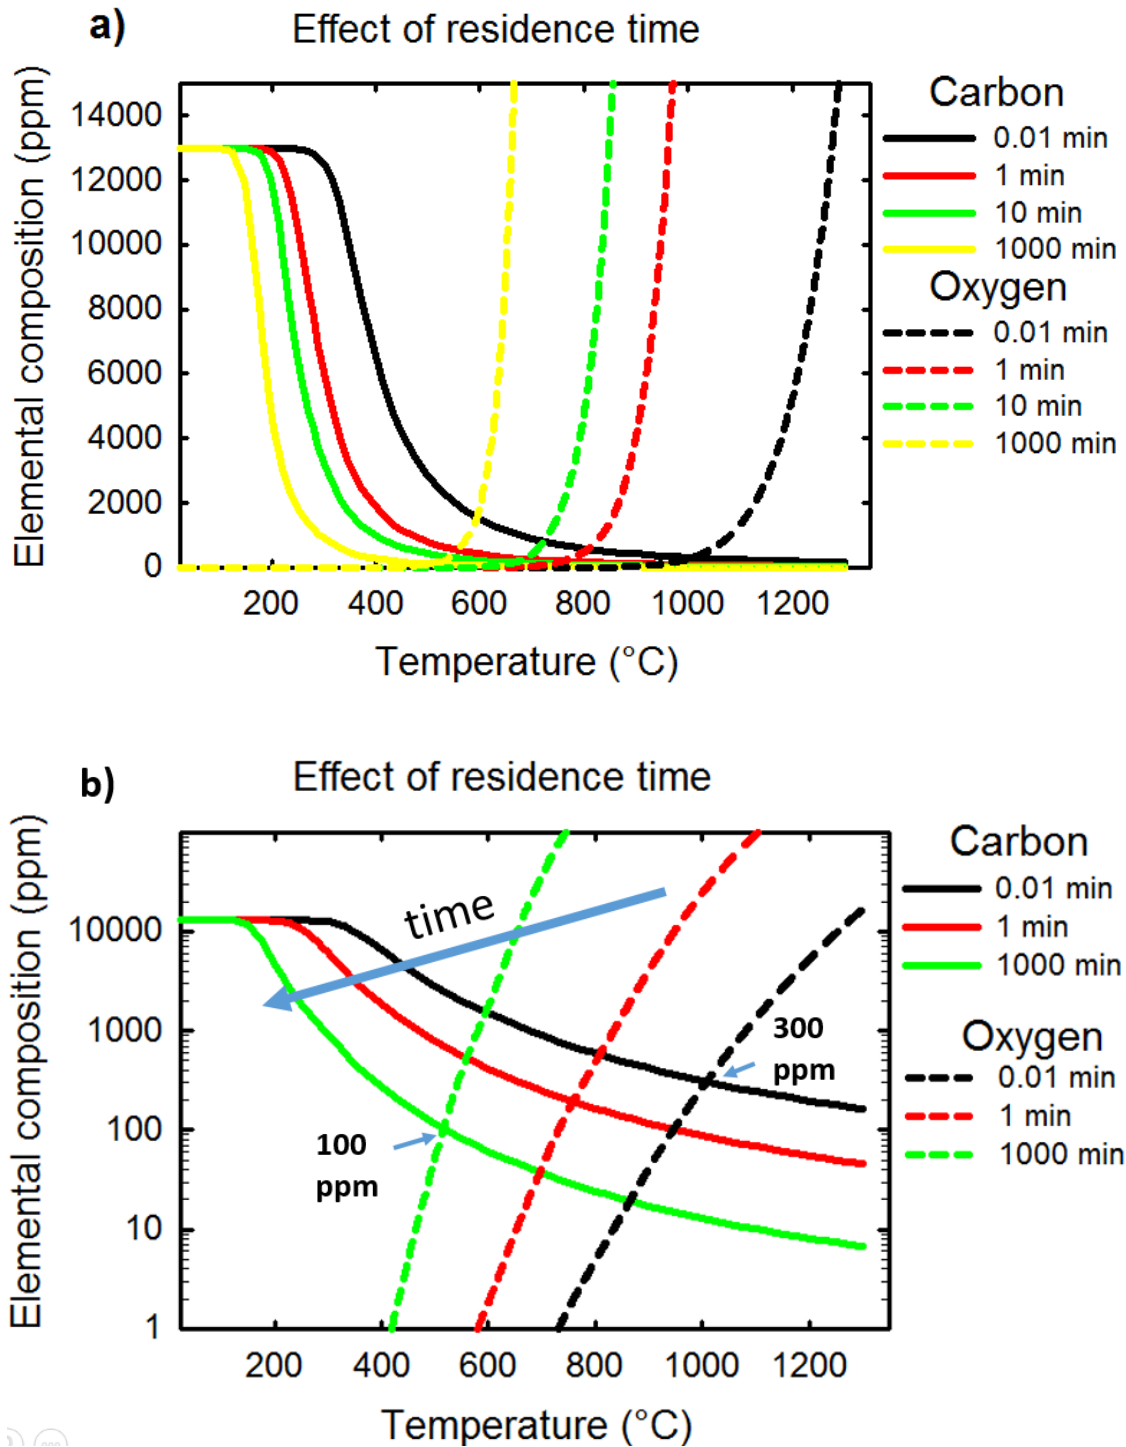 a)
Effect of residence time
Elemental composition (ppm)
14000
12000
10000
8000
6000
4000
2000
0
200 400 600 800 1000 1200
Temperature (°C)
Carbon
0.01 min
1 min
10 min
1000 min
Oxygen
0.01 min
1 min
10 min
1000 min
b)
Effect of residence time
Elemental composition (ppm)
10000
1000
100
10
1
time
300
ppm
100
ppm
200 400 600 800 1000 1200
Temperature (°C)
Carbon
0.01 min
1 min
1000 min
Oxygen
0.01 min
1 min
1000 min